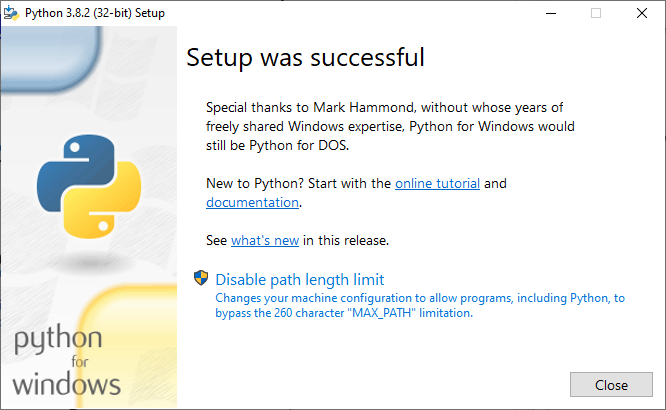 Python 3.8.2 (32-bit) Setup
Setup was successful
Special thanks to Mark Hammond, without whose years of
freely shared Windows expertise, Python for Windows would
still be Python for DOS.
New to Python? Start with the online tutorial and
documentation.
See what's new in this release.
Disable path length limit
Changes your machine configuration to allow programs, including Python, to
bypass the 260 character "MAX_PATH" limitation.
python
for
windows
Close